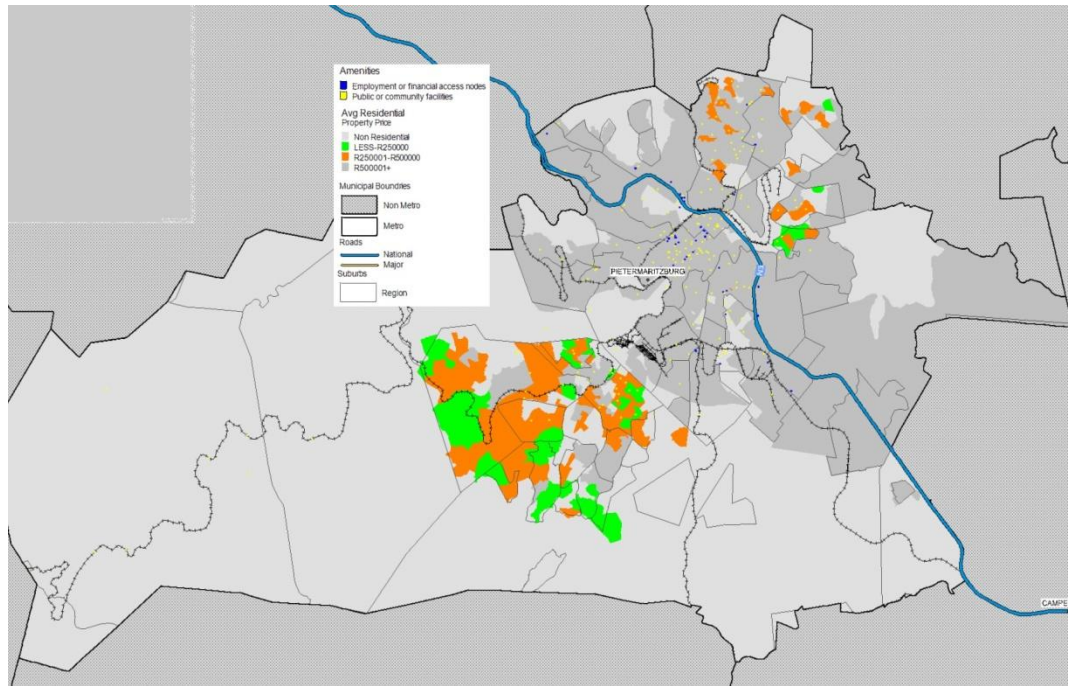 Amenities
Employment or financial access nodes
Public or community facilities
Avg Residential
Property Price
Non Residential
LESS-R250000
R250001-R500000
R500001+
Municipal Boundries
Non Metro
Metro
Roads
National
Major
Suburbs
Region
PIETERMARITZBURG
N3
CAMPE